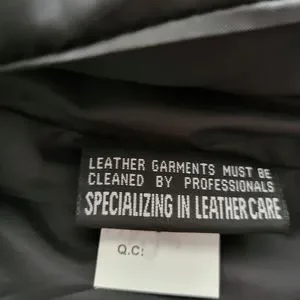 LEATHER GARMENTS MUST BE
CLEANED BY PROFESSIONALS
SPECIALIZING IN LEATHER CARE
Q.C: